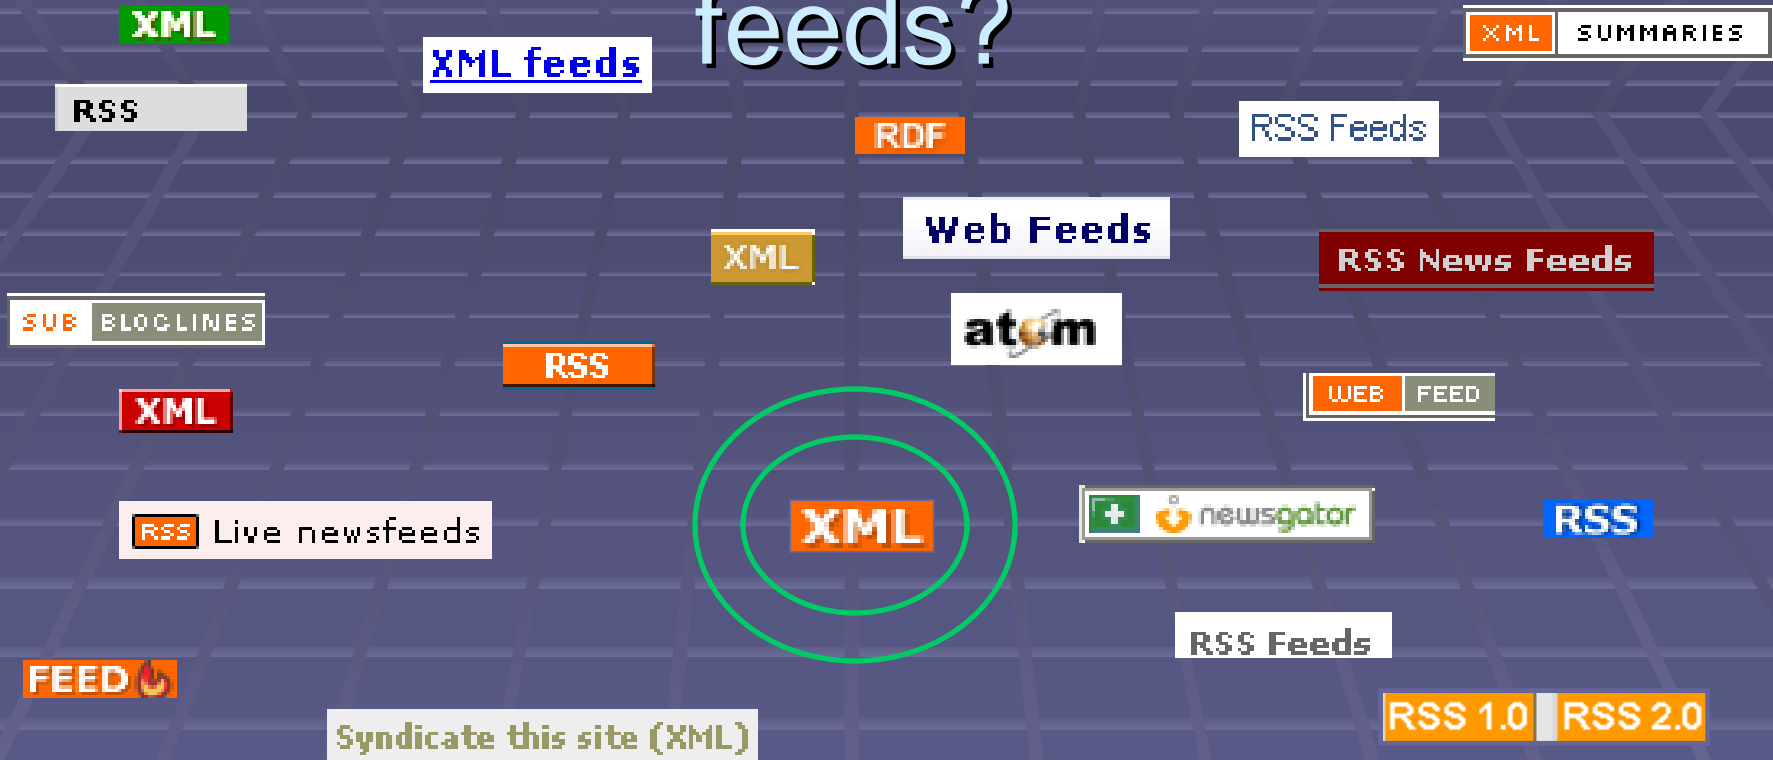 feeds?
XML
XML SUMMARIES
XML feeds
RSS
RDF
RSS Feeds
Web Feeds
XML
RSS News Feeds
SUB BLOGLINES
atom
RSS
WEB FEED
XML
RSS Live newsfeeds
XML
newsgator
RSS
RSS Feeds
FEED
RSS 1.0 RSS 2.0
Syndicate this site (XML)